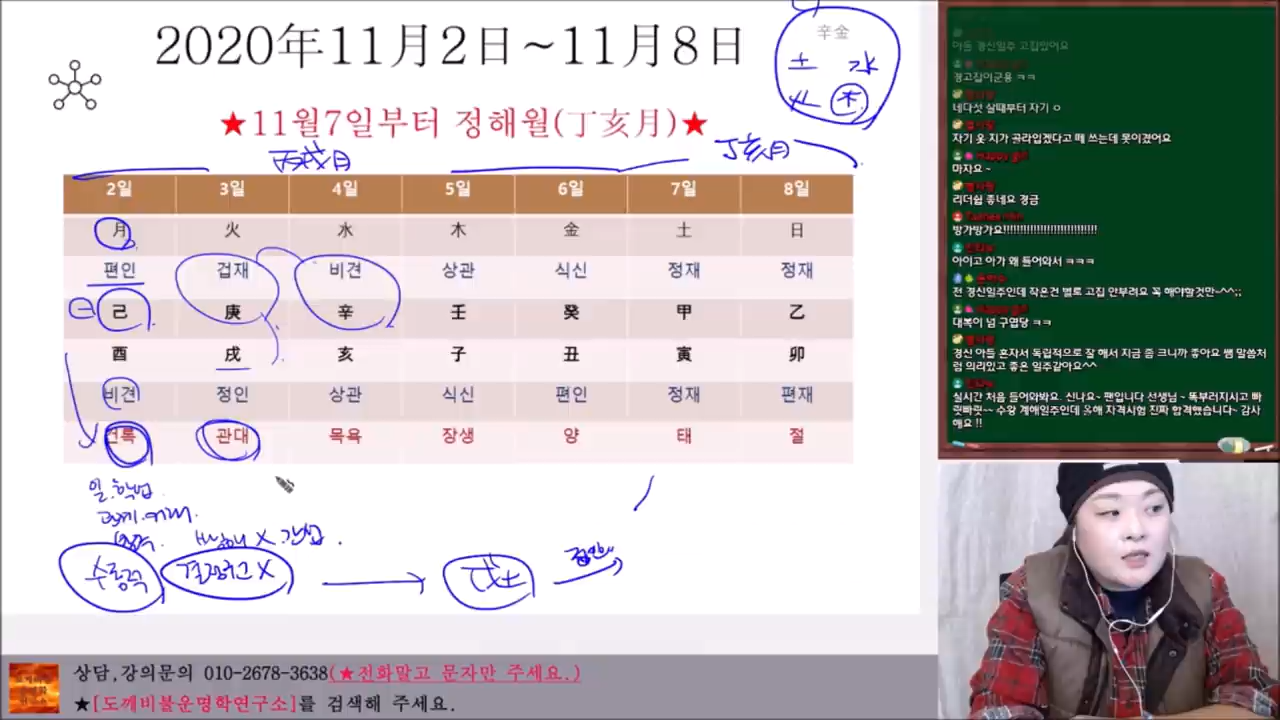 2020年11月2日~11月8日
辛金
土 水
火 木
★11월7일부터 정해월(丁亥月)★
丙戌月
丁亥月
2일 3일 4일 5일 6일 7일 8일
月 火 水 木 金 土 日
편인 겁재 비견 상관 식신 정재 정재
己 庚 辛 壬 癸 甲 乙
酉 戌 亥 子 丑 寅 卯
비견 정인 상관 식신 편인 정재 편재
건록 관대 목욕 장생 양 태 절
일.학업
戊土
상담,강의문의 010-2678-3638(★전화말고 문자만 주세요.)
★[도깨비불운명학연구소]를 검색해 주세요.
아들 경신일주 고집있어요
경고집이군용 ㅋㅋ
네다섯 살때부터 자기 ㅇ
자기 옷 지가 골라입겠다고 떼 쓰는데 못이겼어요
마자요 ~
리더쉽 좋네요 경금
방가방가요!!!!!!!!!!!!!!!!!!!!!!!!!!!!
아이고 아가 왜 들어와서 ㅋㅋㅋ
전 경신일주인데 작은건 별로 고집 안부려요 꼭 해야할것만~^^;;
대복이 넘 구엽당 ㅋㅋ
경신 아들 혼자서 독립적으로 잘 해서 지금 좀 크니까 좋아요 쌤 말씀처
럼 의리있고 좋은 일주같아요^^
실시간 처음 들어와봐요. 신나요~ 팬입니다 선생님 ~ 똑부러지시고 빠
릿빠릿~~ 수왕 계해일주인데 올해 자격시험 진짜 합격했습니다~ 감사
해요 !!